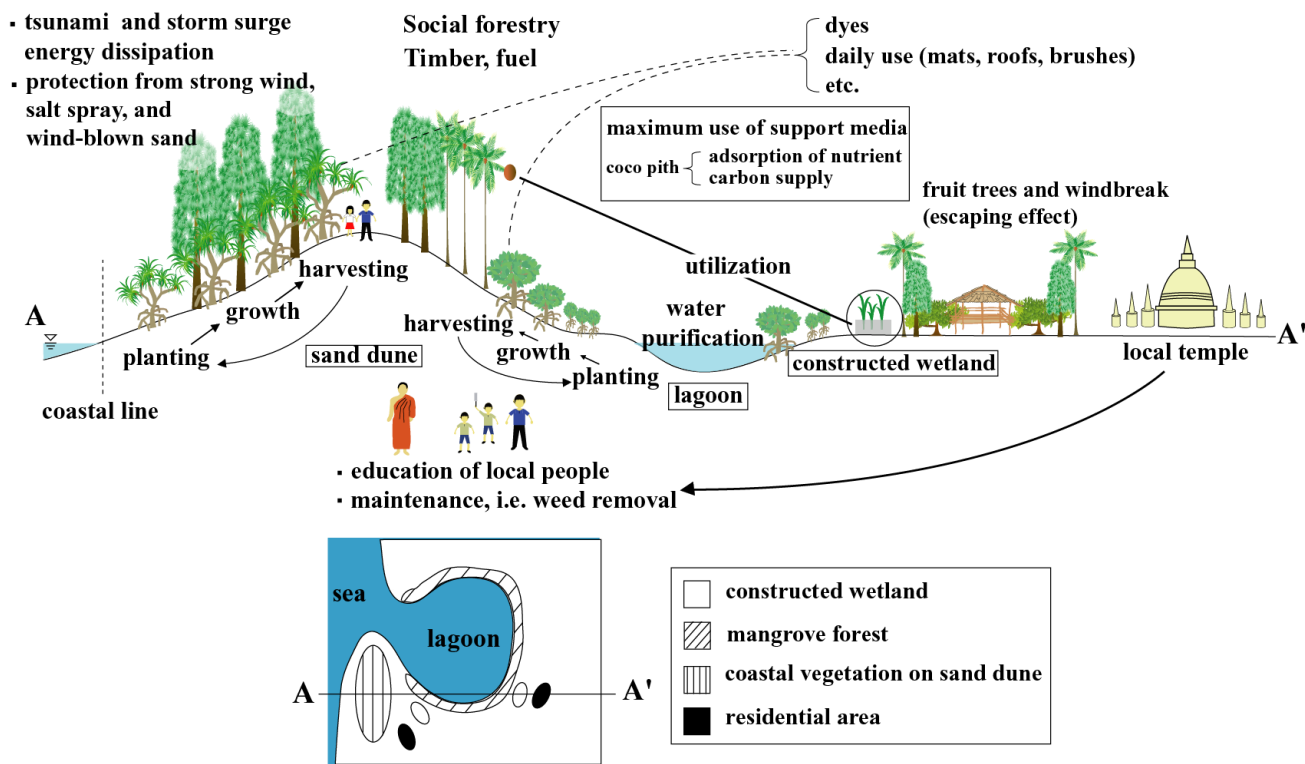 ▪ tsunami and storm surge
energy dissipation
▪ protection from strong wind,
salt spray, and
wind-blown sand
Social forestry
Timber, fuel
dyes
daily use (mats, roofs, brushes)
etc.
maximum use of support media
coco pith
adsorption of nutrient
carbon supply
fruit trees and windbreak
(escaping effect)
utilization
harvesting
growth
planting
A
coastal line
sand dune
harvesting
growth
planting
water
purification
lagoon
constructed wetland
local temple
A'
▪ education of local people
▪ maintenance, i.e. weed removal
sea
lagoon
A
A'
constructed wetland
mangrove forest
coastal vegetation on sand dune
residential area